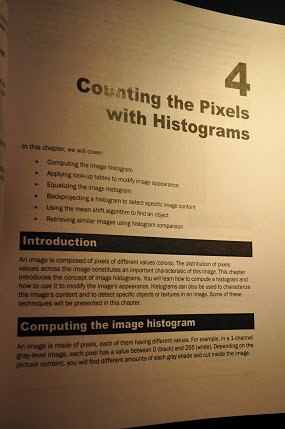 4
Counting the Pixels
with Histograms
In this chapter, we will cover:
• Computing the image histogram
• Applying look-up tables to modify image appearance
• Equalizing the image histogram
• Backprojecting a histogram to detect specific image content
• Using the mean shift algorithm to find an object
• Retrieving similar images using histogram comparison
Introduction
An image is composed of pixels of different values (colors). The distribution of pixels
values across the image constitutes an important characteristic of this image. This chapter
introduces the concept of image histograms. You will learn how to compute a histogram and
how to use it to modify the image's appearance. Histograms can also be used to characterize
the image's content and to detect specific objects or textures in an image. Some of these
techniques will be presented in this chapter.
Computing the image histogram
An image is made of pixels, each of them having different values. For example, in a 1-channel
gray-level image, each pixel has a value between 0 (black) and 255 (white). Depending on the
picture content, you will find different amounts of each gray shade laid out inside the image.